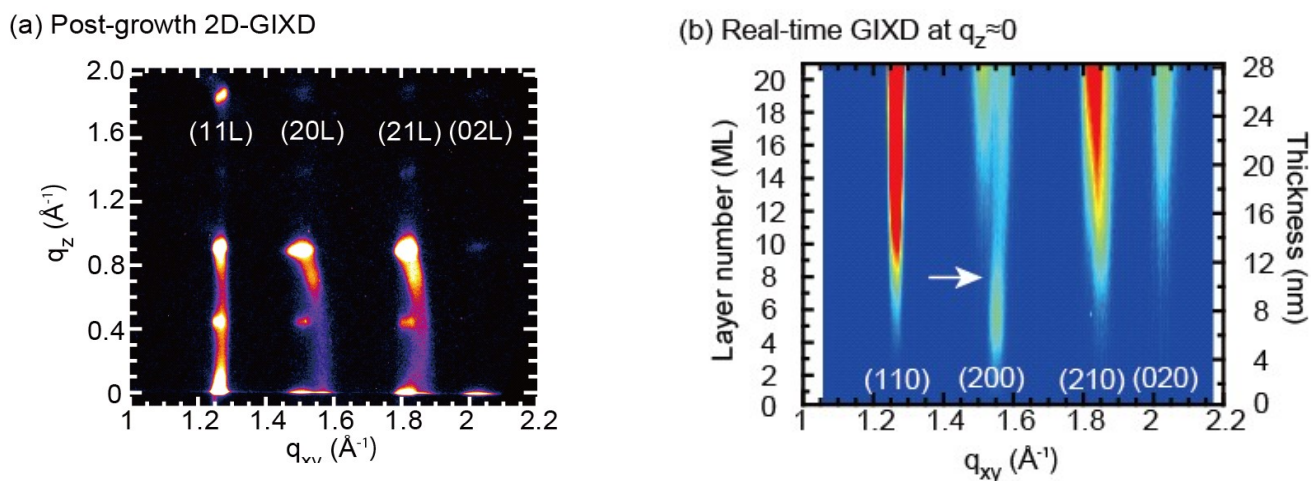 (a) Post-growth 2D-GIXD
2.0
1.6
1.2
0.8
0.4
0
q_z (Å⁻¹)
(11L) (20L) (21L) (02L)
1 1.2 1.4 1.6 1.8 2 2.2
q_xy (Å⁻¹)
(b) Real-time GIXD at q_z≈0
20
18
16
14
12
10
8
6
4
2
0
Layer number (ML)
28
24
20
16
12
8
4
0
Thickness (nm)
(110) (200) (210) (020)
1 1.2 1.4 1.6 1.8 2 2.2
q_xy (Å⁻¹)